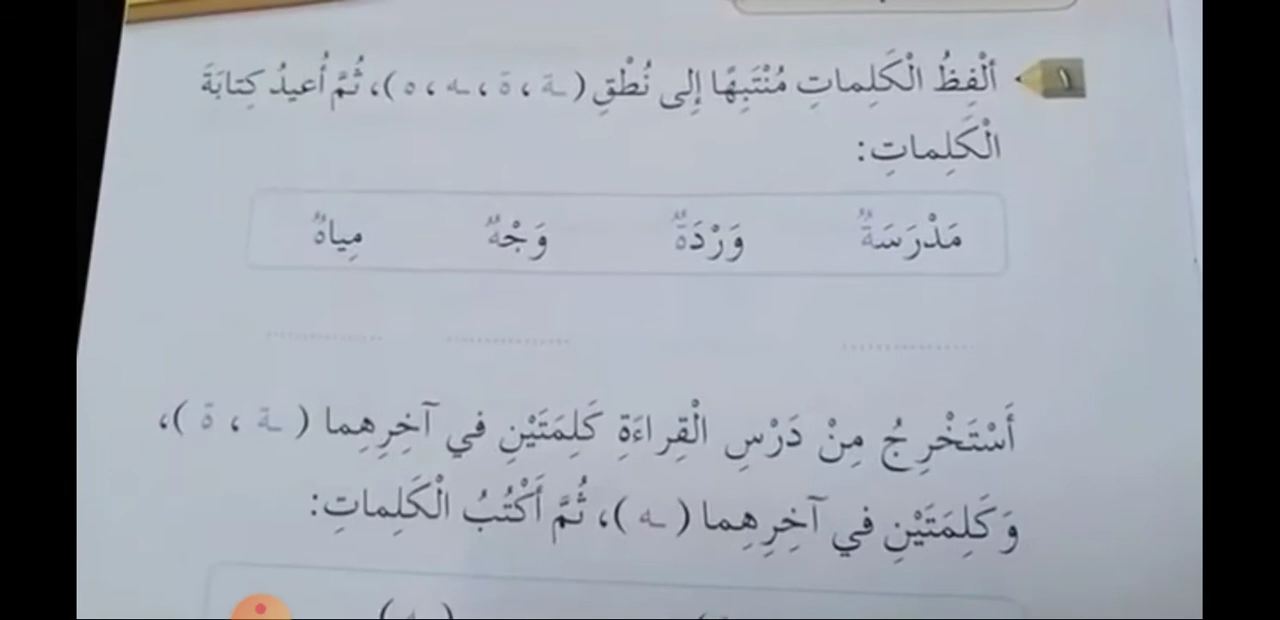 ١ أَلْفِظُ الْكَلِماتِ مُنْتَبِهًا إِلى نُطْقِ (ـة ، ة ، ـه ، ه)، ثُمَّ أُعيدُ كِتابَةَ
الْكَلِماتِ:
مَدْرَسَةٌ وَرْدَةٌ وَجْهٌ مِياهٌ
أَسْتَخْرِجُ مِنْ دَرْسِ الْقِراءَةِ كَلِمَتَيْنِ في آخِرِهِما (ـة ، ة)،
وَكَلِمَتَيْنِ في آخِرِهِما (ـه)، ثُمَّ أَكْتُبُ الْكَلِماتِ: